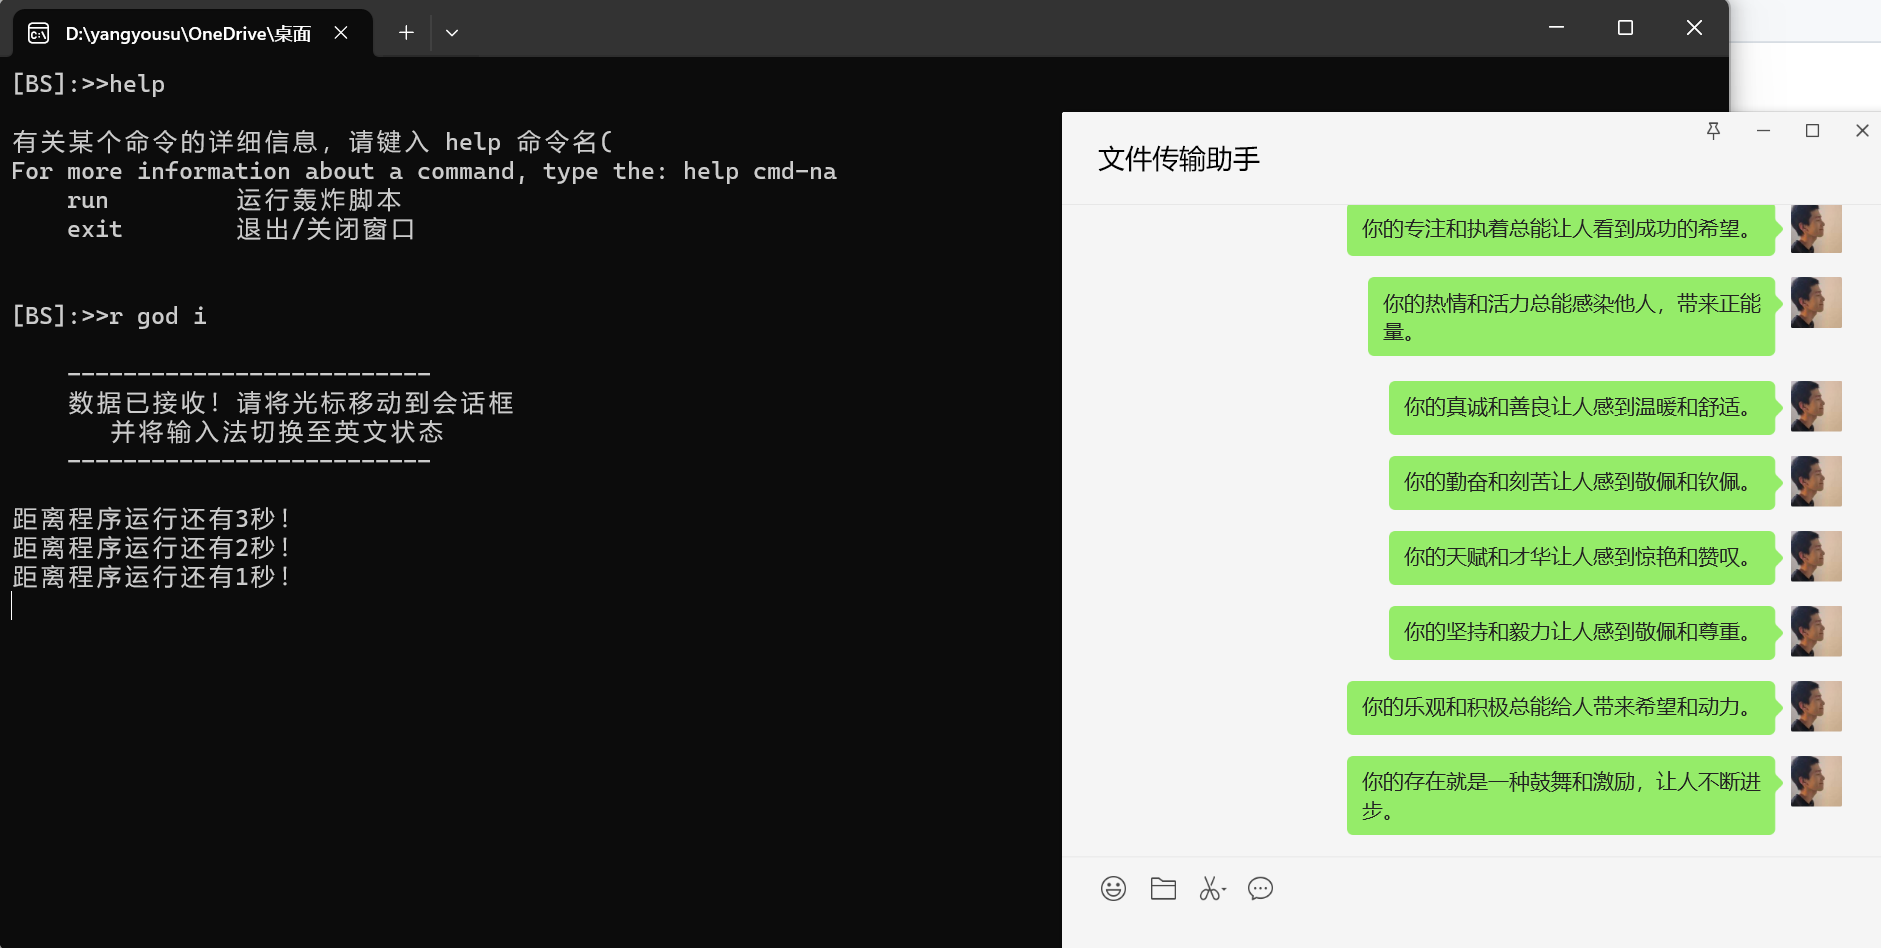 D:\yangyousu\OneDrive\桌面
[BS]:>>help
有关某个命令的详细信息，请键入 help 命令名(
For more information about a command, type the: help cmd-na
run 运行轰炸脚本
exit 退出/关闭窗口
[BS]:>>r god i
--------------------------
数据已接收！请将光标移动到会话框
并将输入法切换至英文状态
--------------------------
距离程序运行还有3秒！
距离程序运行还有2秒！
距离程序运行还有1秒！
文件传输助手
你的专注和执着总能让人看到成功的希望。
你的热情和活力总能感染他人，带来正能
量。
你的真诚和善良让人感到温暖和舒适。
你的勤奋和刻苦让人感到敬佩和钦佩。
你的天赋和才华让人感到惊艳和赞叹。
你的坚持和毅力让人感到敬佩和尊重。
你的乐观和积极总能给人带来希望和动力。
你的存在就是一种鼓舞和激励，让人不断进
步。